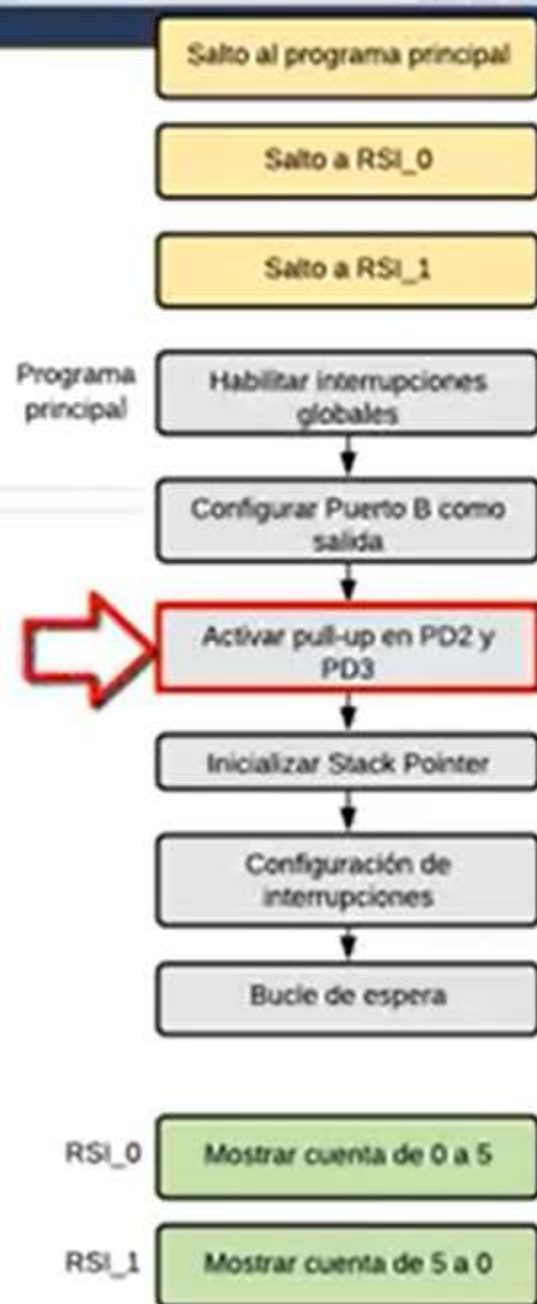 Salto al programa principal
Salto a RSI_0
Salto a RSI_1
Programa
principal
Habilitar interrupciones
globales
Configurar Puerto B como
salida
Activar pull-up en PD2 y
PD3
Inicializar Stack Pointer
Configuración de
interrupciones
Bucle de espera
RSI_0
Mostrar cuenta de 0 a 5
RSI_1
Mostrar cuenta de 5 a 0